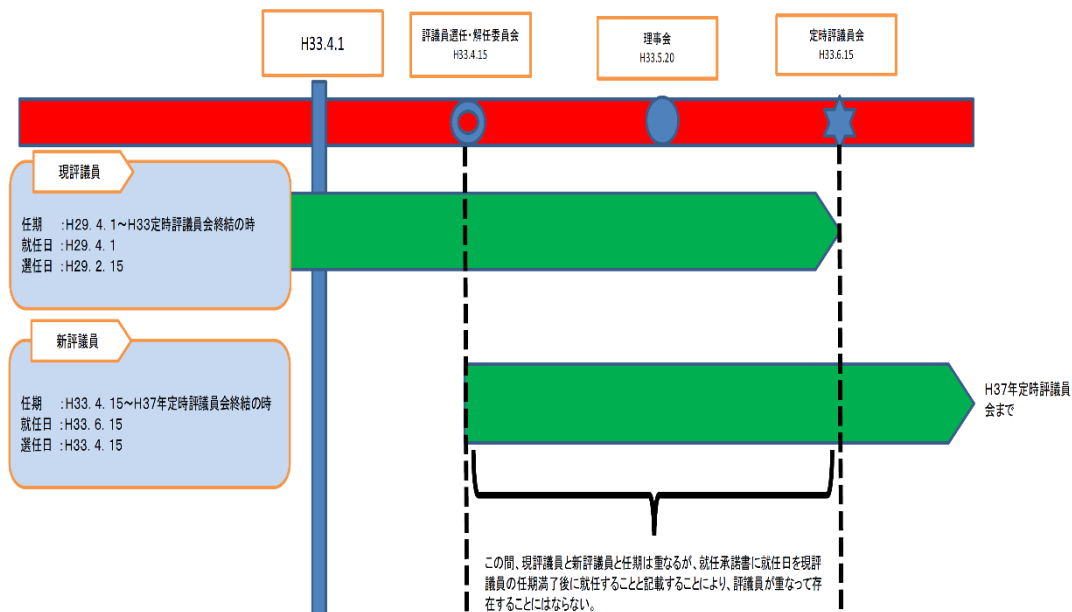 H33.4.1
評議員選任・解任委員会
H33.4.15
理事会
H33.5.20
定時評議員会
H33.6.15
現評議員
任期 :H29. 4. 1～H33定時評議員会終結の時
就任日 :H29. 4. 1
選任日 :H29. 2. 15
新評議員
任期 :H33. 4. 15～H37年定時評議員会終結の時
就任日 :H33. 6. 15
選任日 :H33. 4. 15
H37年定時評議員
会まで
この間、現評議員と新評議員と任期は重なるが、就任承諾書に就任日を現評
議員の任期満了後に就任することと記載することにより、評議員が重なって存
在することにはならない。